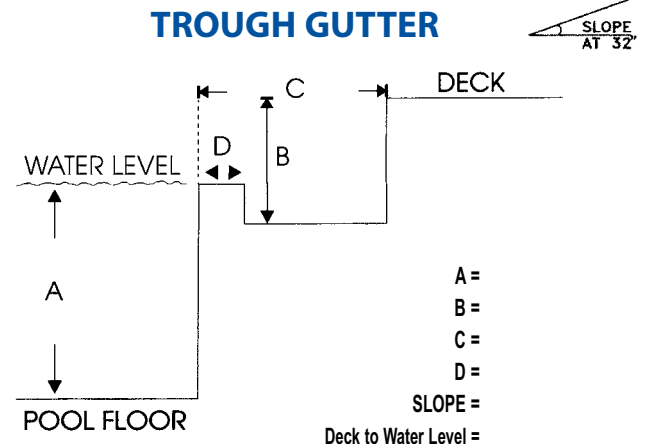 TROUGH GUTTER
SLOPE
AT 32"
C
DECK
D
B
WATER LEVEL
A
POOL FLOOR
A =
B =
C =
D =
SLOPE =
Deck to Water Level =